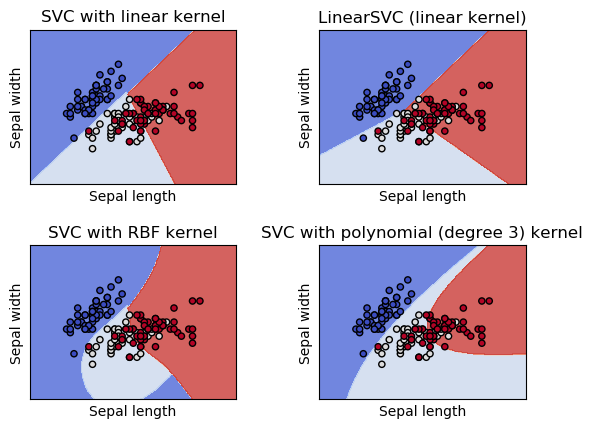 SVC with linear kernel
LinearSVC (linear kernel)
Sepal width
Sepal length
Sepal width
Sepal length
SVC with RBF kernel
SVC with polynomial (degree 3) kernel
Sepal width
Sepal length
Sepal width
Sepal length